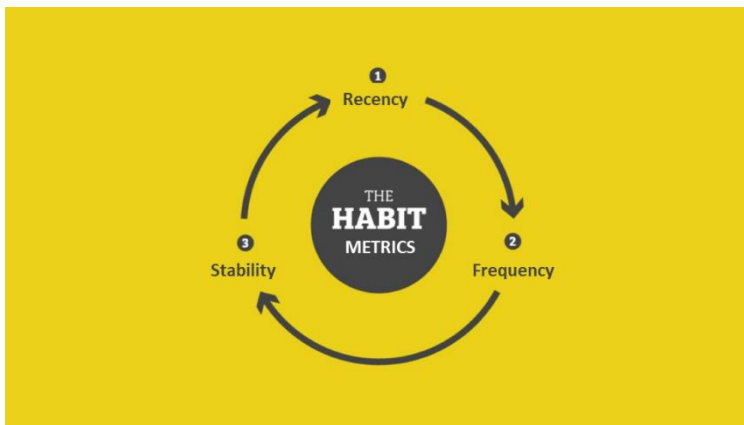 1
Recency
THE
HABIT
METRICS
3
Stability
2
Frequency